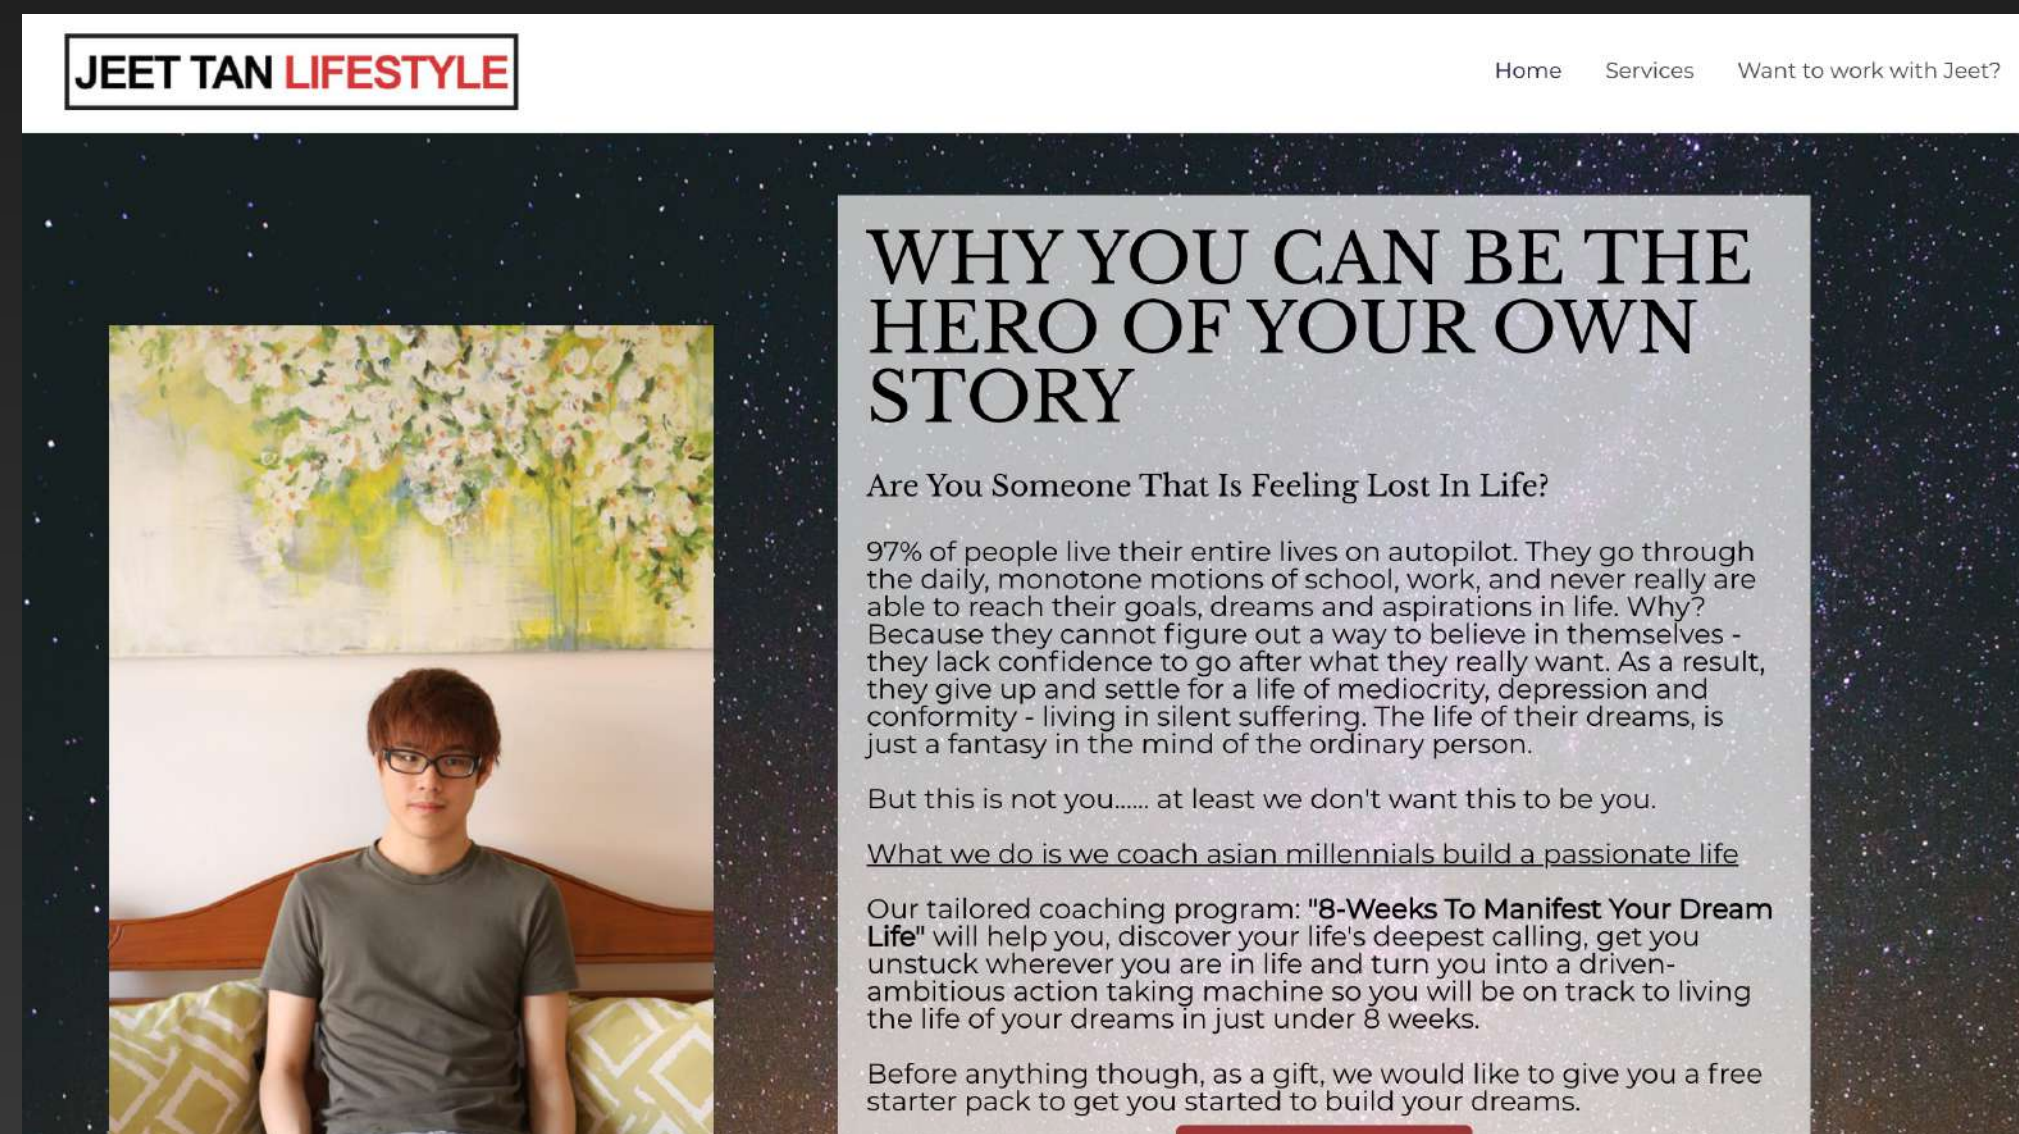 JEET TAN LIFESTYLE
Home Services Want to work with Jeet?
WHY YOU CAN BE THE
HERO OF YOUR OWN
STORY
Are You Someone That Is Feeling Lost In Life?
97% of people live their entire lives on autopilot. They go through
the daily, monotone motions of school, work, and never really are
able to reach their goals, dreams and aspirations in life. Why?
Because they cannot figure out a way to believe in themselves -
they lack confidence to go after what they really want. As a result,
they give up and settle for a life of mediocrity, depression and
conformity - living in silent suffering. The life of their dreams, is
just a fantasy in the mind of the ordinary person.
But this is not you...... at least we don't want this to be you.
What we do is we coach asian millennials build a passionate life
Our tailored coaching program: "8-Weeks To Manifest Your Dream
Life" will help you, discover your life's deepest calling, get you
unstuck wherever you are in life and turn you into a driven-
ambitious action taking machine so you will be on track to living
the life of your dreams in just under 8 weeks.
Before anything though, as a gift, we would like to give you a free
starter pack to get you started to build your dreams.